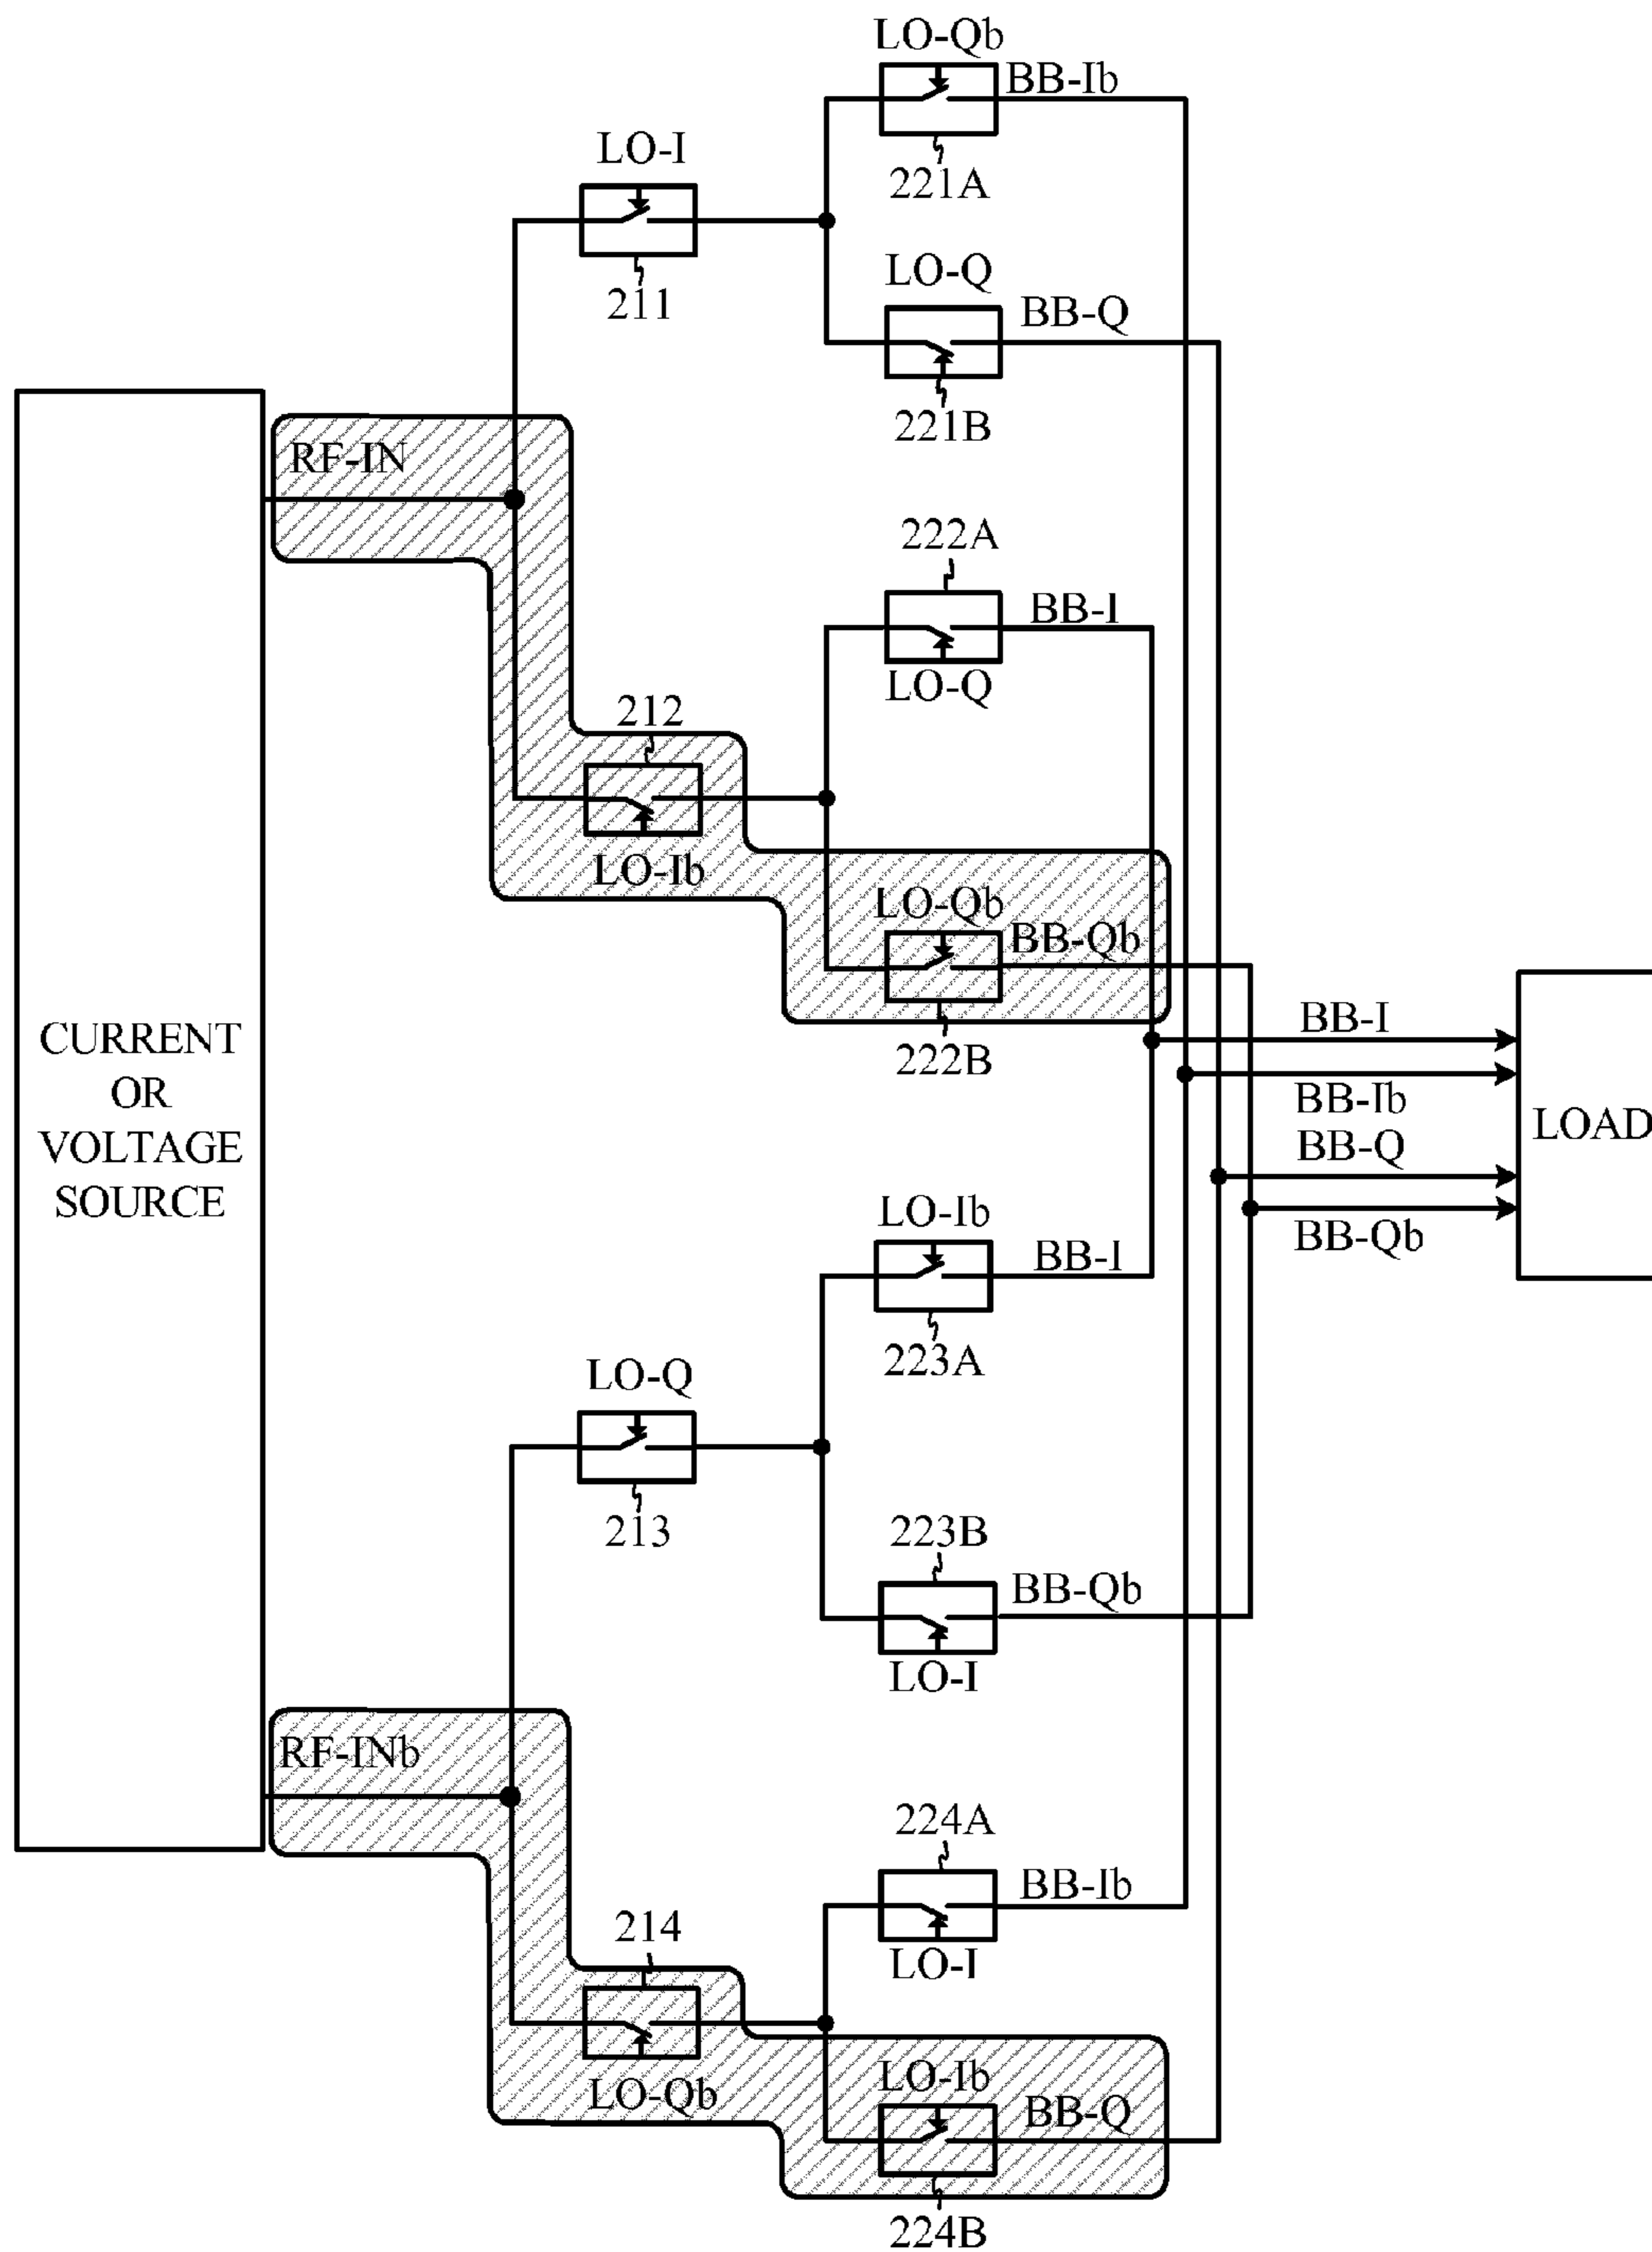 LO-Qb
BB-Ib
221A
LO-I
211
LO-Q
BB-Q
221B
RF-IN
222A
BB-I
LO-Q
212
LO-Ib
LO-Qb
BB-Qb
222B
CURRENT
OR
VOLTAGE
SOURCE
BB-I
BB-Ib
BB-Q
BB-Qb
LOAD
LO-Ib
BB-I
223A
LO-Q
213
223B
BB-Qb
LO-I
RF-INb
224A
BB-Ib
LO-I
214
LO-Qb
LO-Ib
BB-Q
224B